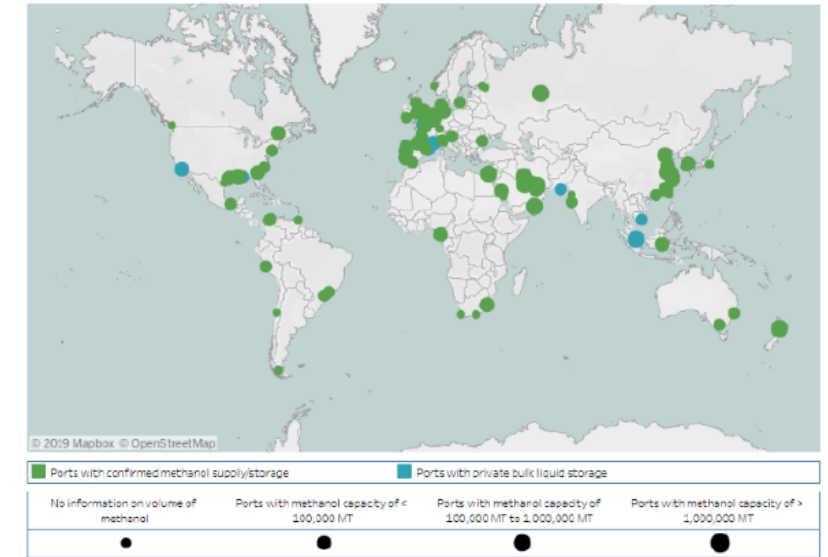 © 2019 Mapbox © OpenStreetMap
Ports with confirmed methanol supply/storage
Ports with private bulk liquid storage
No information on volume of
methanol
Ports with methanol capacity of <
100,000 MT
Ports with methanol capacity of
100,000 MT to 1,000,000 MT
Ports with methanol capacity of >
1,000,000 MT